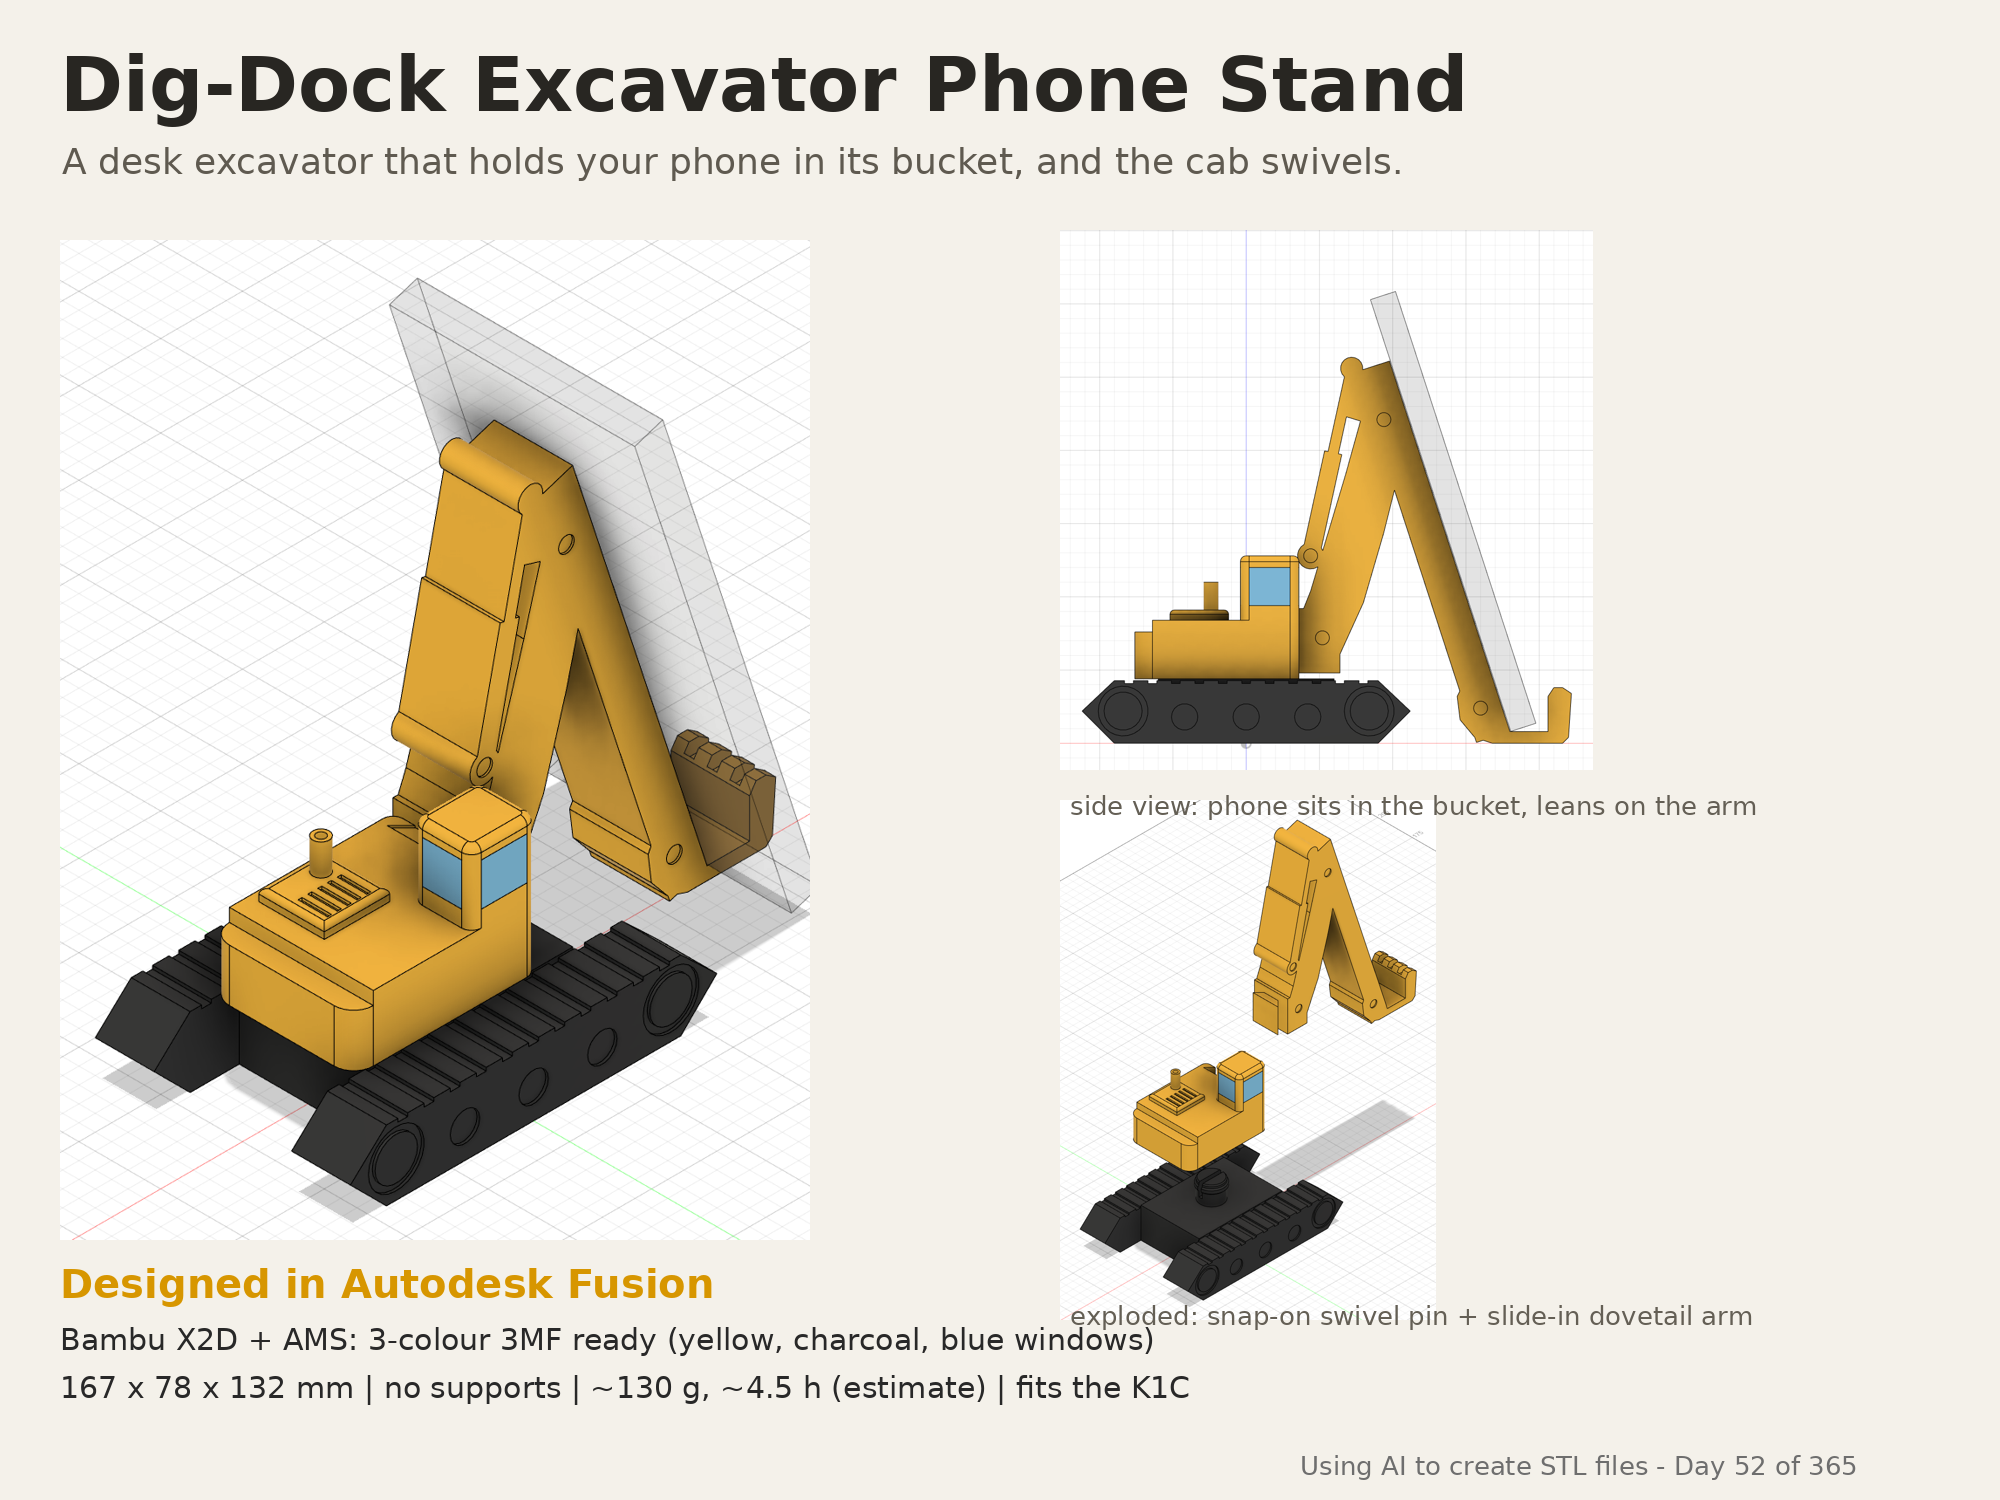 Dig-Dock Excavator Phone Stand
A desk excavator that holds your phone in its bucket, and the cab swivels.
side view: phone sits in the bucket, leans on the arm
exploded: snap-on swivel pin + slide-in dovetail arm
Designed in Autodesk Fusion
Bambu X2D + AMS: 3-colour 3MF ready (yellow, charcoal, blue windows)
167 x 78 x 132 mm | no supports | ~130 g, ~4.5 h (estimate) | fits the K1C
Using AI to create STL files - Day 52 of 365